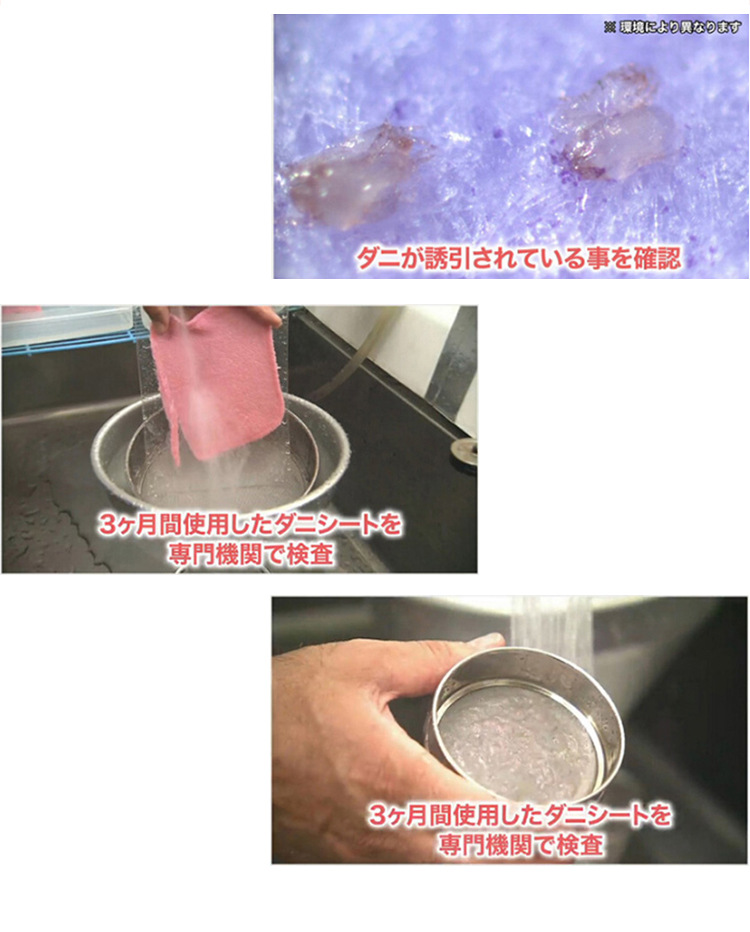 ※ 環境により異なります
ダニが誘引されている事を確認
3ヶ月間使用したダニシートを
専門機関で検査
3ヶ月間使用したダニシートを
専門機関で検査